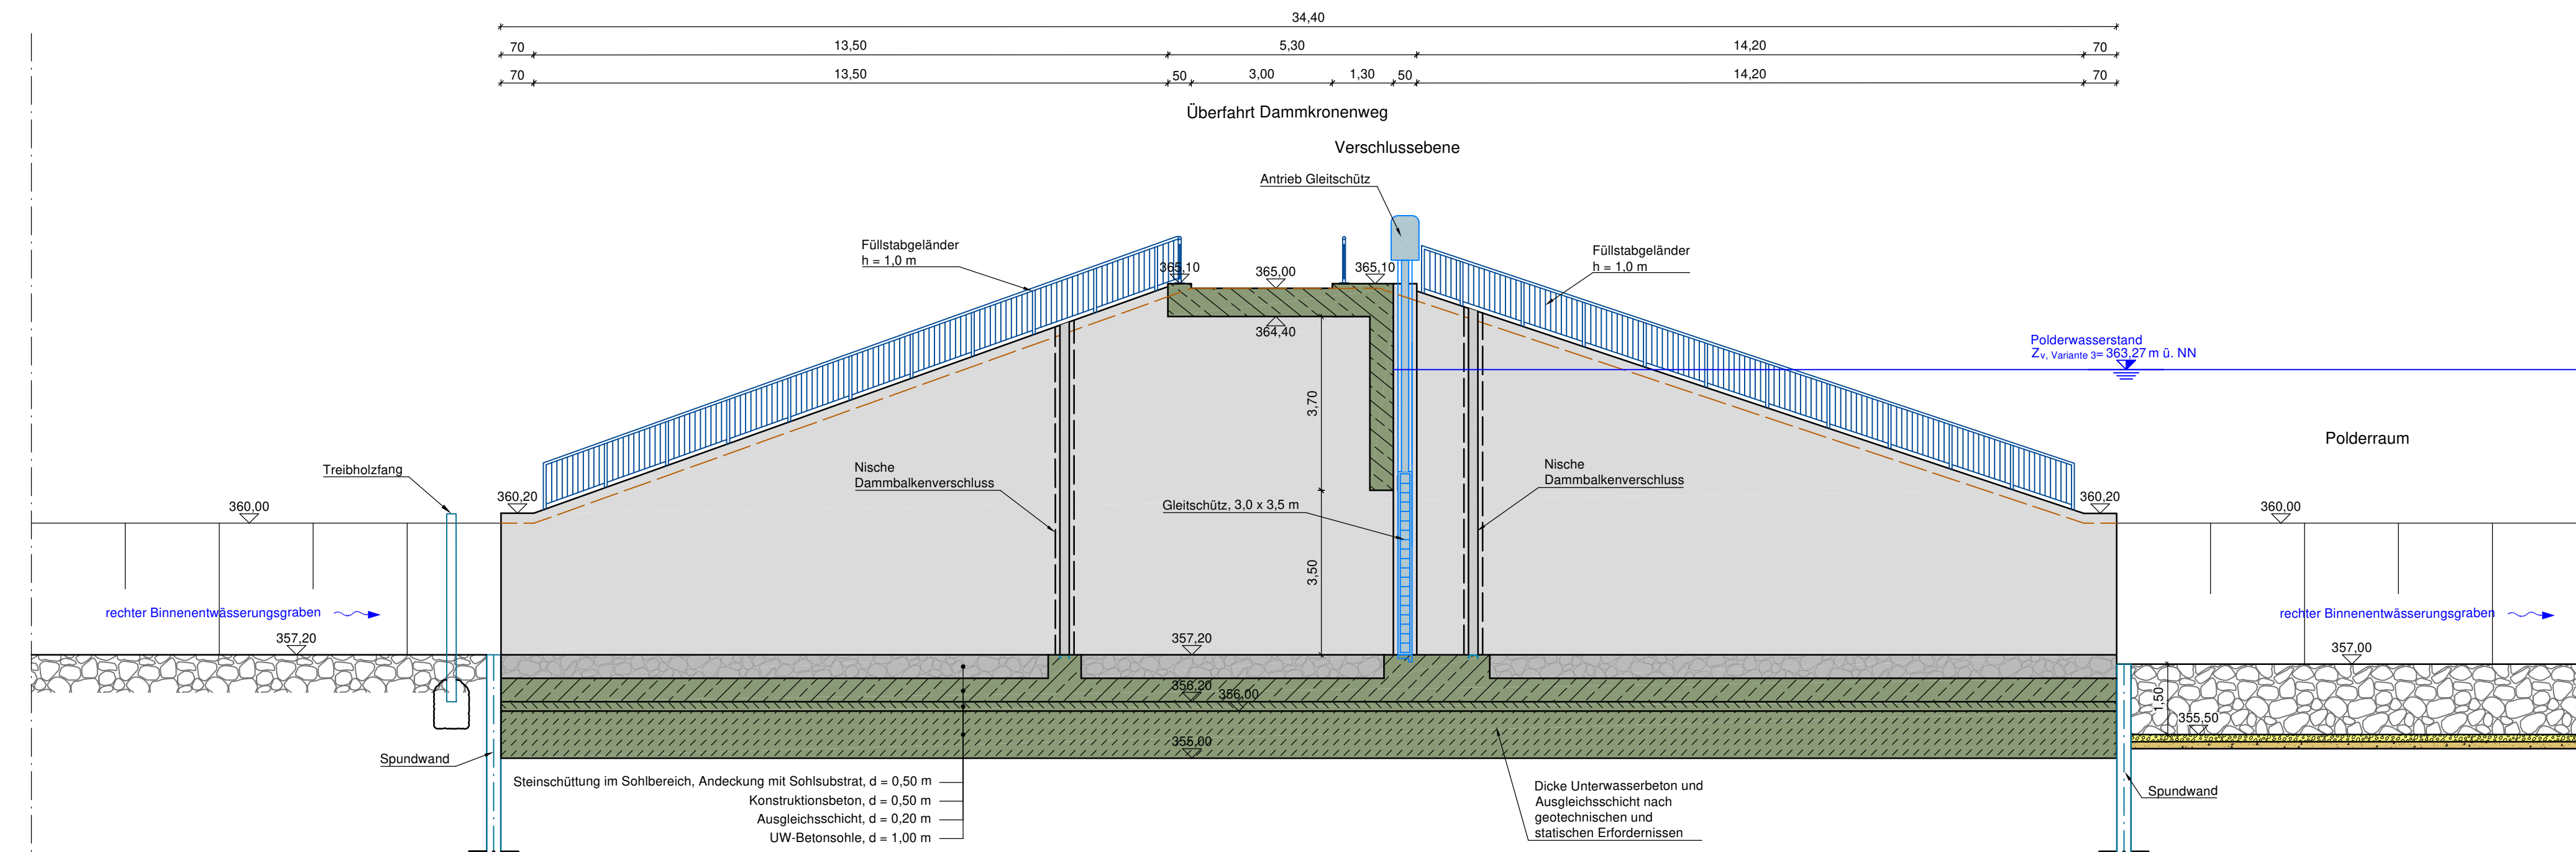 34,40
70
13,50
5,30
14,20
70
70
13,50
50
3,00
1,30
50
14,20
70
Überfahrt Dammkronenweg
Verschlussebene
Antrieb Gleitschütz
Füllstabgeländer
h = 1,0 m
Füllstabgeländer
h = 1,0 m
365,10
365,00
365,10
364,40
Polderwasserstand
Zv, Variante 3= 363,27 m ü. NN
3,70
Polderraum
Treibholzfang
Nische
Dammbalkenverschluss
Nische
Dammbalkenverschluss
360,00
360,20
Gleitschütz, 3,0 x 3,5 m
360,20
360,00
3,50
rechter Binnenentwässerungsgraben
rechter Binnenentwässerungsgraben
357,20
357,20
357,00
356,20
356,00
1,50
355,50
355,00
Spundwand
Steinschüttung im Sohlbereich, Andeckung mit Sohlsubstrat, d = 0,50 m
Konstruktionsbeton, d = 0,50 m
Ausgleichsschicht, d = 0,20 m
UW-Betonsohle, d = 1,00 m
Dicke Unterwasserbeton und
Ausgleichsschicht nach
geotechnischen und
statischen Erfordernissen
Spundwand